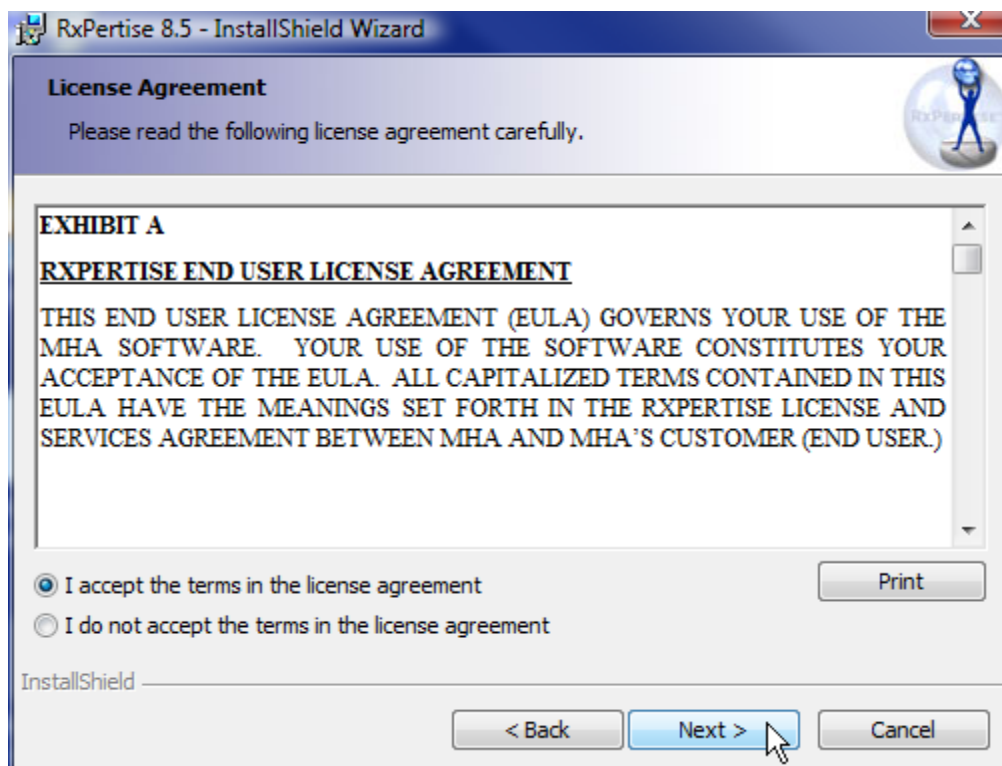 RxPertise 8.5 - InstallShield Wizard
X
License Agreement
Please read the following license agreement carefully.
EXHIBIT A
RXPERTISE END USER LICENSE AGREEMENT
THIS END USER LICENSE AGREEMENT (EULA) GOVERNS YOUR USE OF THE
MHA SOFTWARE. YOUR USE OF THE SOFTWARE CONSTITUTES YOUR
ACCEPTANCE OF THE EULA. ALL CAPITALIZED TERMS CONTAINED IN THIS
EULA HAVE THE MEANINGS SET FORTH IN THE RXPERTISE LICENSE AND
SERVICES AGREEMENT BETWEEN MHA AND MHA'S CUSTOMER (END USER.)
I accept the terms in the license agreement
Print
I do not accept the terms in the license agreement
InstallShield
< Back
Next >
Cancel